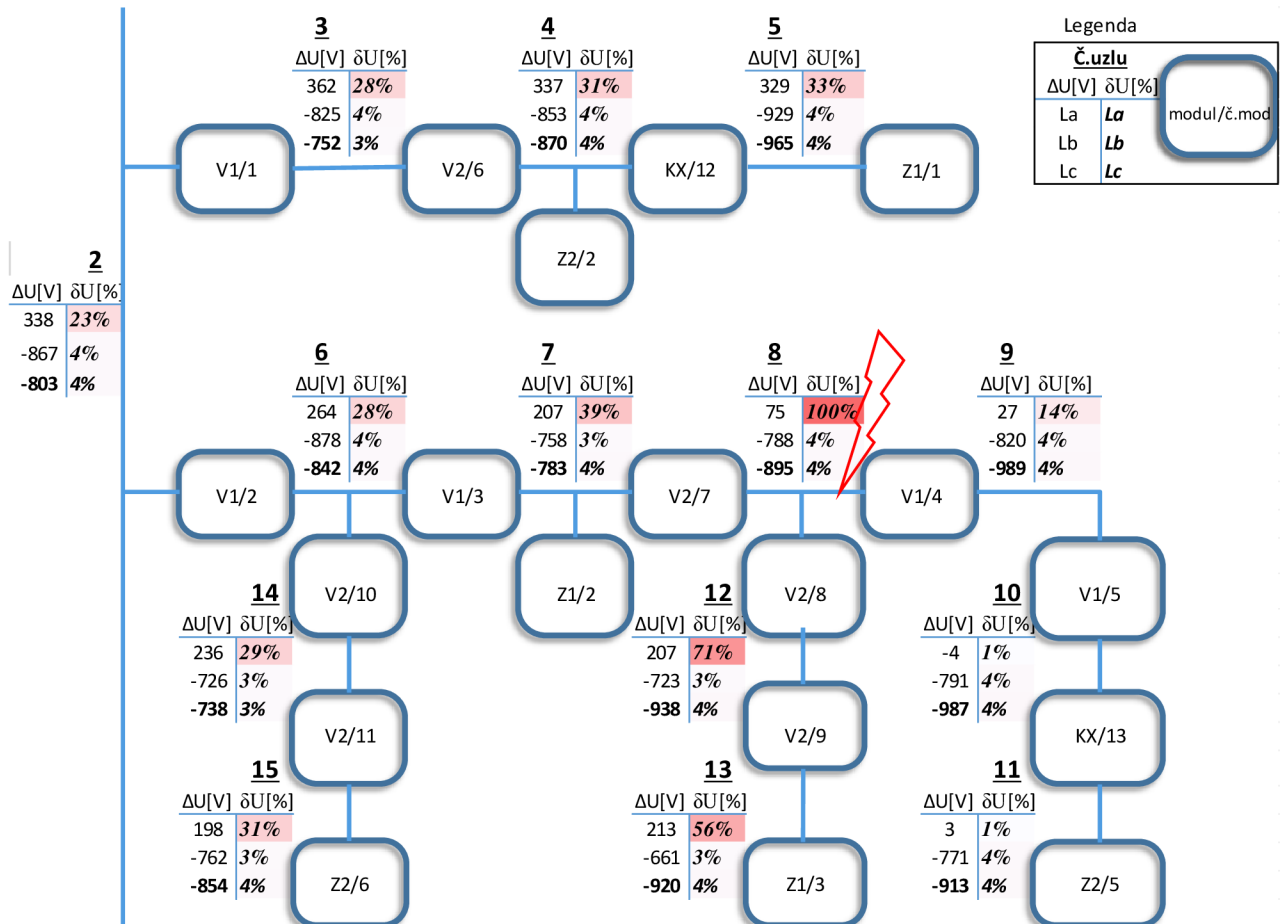 3
ΔU[V] δU[%]
362 28%
-825 4%
-752 3%
4
ΔU[V] δU[%]
337 31%
-853 4%
-870 4%
5
ΔU[V] δU[%]
329 33%
-929 4%
-965 4%
Legenda
Č.uzlu
ΔU[V] δU[%]
La La
Lb Lb
Lc Lc
modul/č.mod
V1/1
V2/6
KX/12
Z1/1
Z2/2
2
ΔU[V] δU[%]
338 23%
-867 4%
-803 4%
6
ΔU[V] δU[%]
264 28%
-878 4%
-842 4%
7
ΔU[V] δU[%]
207 39%
-758 3%
-783 4%
8
ΔU[V] δU[%]
75 100%
-788 4%
-895 4%
9
ΔU[V] δU[%]
27 14%
-820 4%
-989 4%
V1/2
V1/3
V2/7
V1/4
V2/10
Z1/2
V2/8
V1/5
14
ΔU[V] δU[%]
236 29%
-726 3%
-738 3%
12
ΔU[V] δU[%]
207 71%
-723 3%
-938 4%
10
ΔU[V] δU[%]
-4 1%
-791 4%
-987 4%
V2/11
V2/9
KX/13
15
ΔU[V] δU[%]
198 31%
-762 3%
-854 4%
13
ΔU[V] δU[%]
213 56%
-661 3%
-920 4%
11
ΔU[V] δU[%]
3 1%
-771 4%
-913 4%
Z2/6
Z1/3
Z2/5